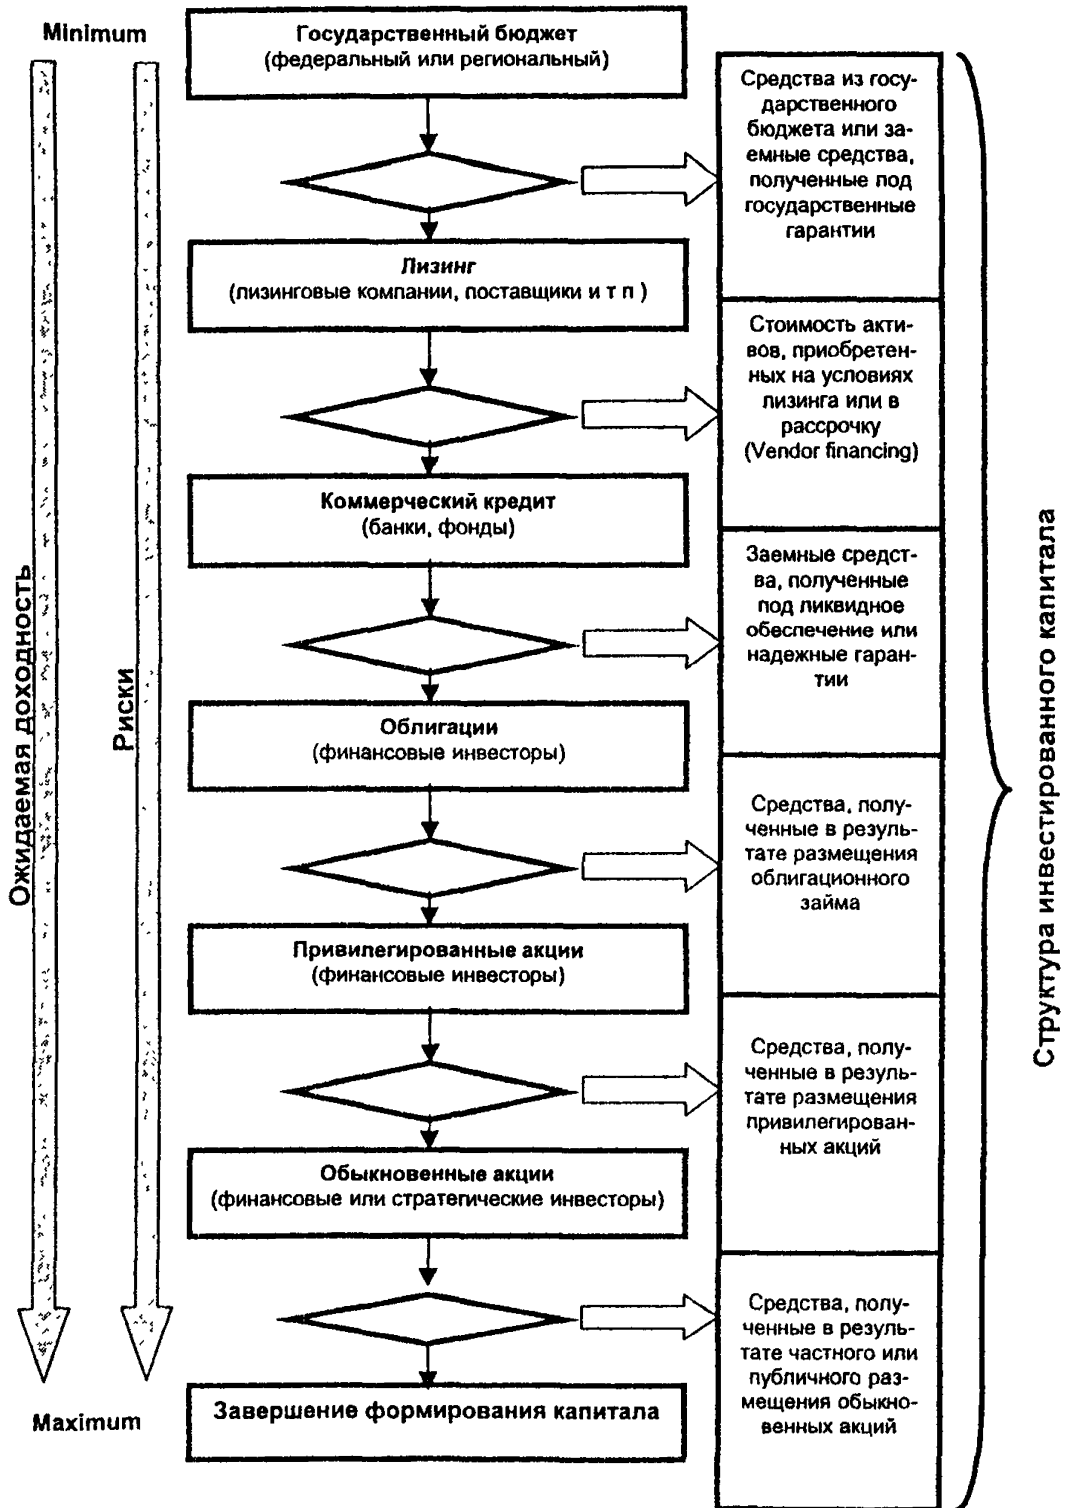 Minimum
Государственный бюджет
(федеральный или региональный)
Средства из госу-
дарственного
бюджета или за-
емные средства,
полученные под
государственные
гарантии
Лизинг
(лизинговые компании, поставщики и т п )
Стоимость акти-
вов, приобретен-
ных на условиях
лизинга или в
рассрочку
(Vendor financing)
Коммерческий кредит
(банки, фонды)
Заемные средст-
ва, полученные
под ликвидное
обеспечение или
надежные гаран-
тии
Облигации
(финансовые инвесторы)
Средства, полу-
ченные в резуль-
тате размещения
облигационного
займа
Привилегированные акции
(финансовые инвесторы)
Средства, полу-
ченные в резуль-
тате размещения
привилегирован-
ных акций
Обыкновенные акции
(финансовые или стратегические инвесторы)
Средства, полу-
ченные в резуль-
тате частного или
публичного раз-
мещения обыкно-
венных акций
Завершение формирования капитала
Maximum
Ожидаемая доходность
Риски
Структура инвестированного капитала